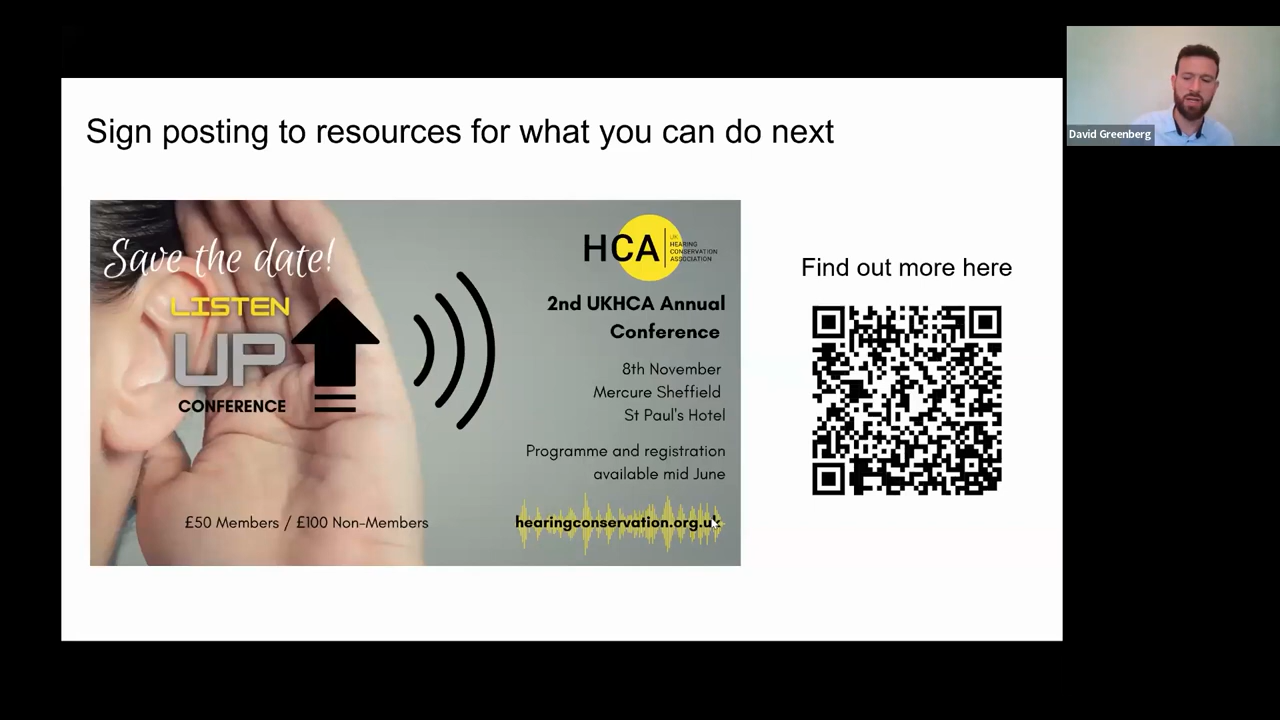 Sign posting to resources for what you can do next
David Greenberg
Save the date!
LISTEN
UP
CONFERENCE
£50 Members / £100 Non-Members
HCA
UK
HEARING
CONSERVATION
ASSOCIATION
2nd UKHCA Annual
Conference
8th November
Mercure Sheffield
St Paul's Hotel
Programme and registration
available mid June
hearingconservation.org.uk
Find out more here